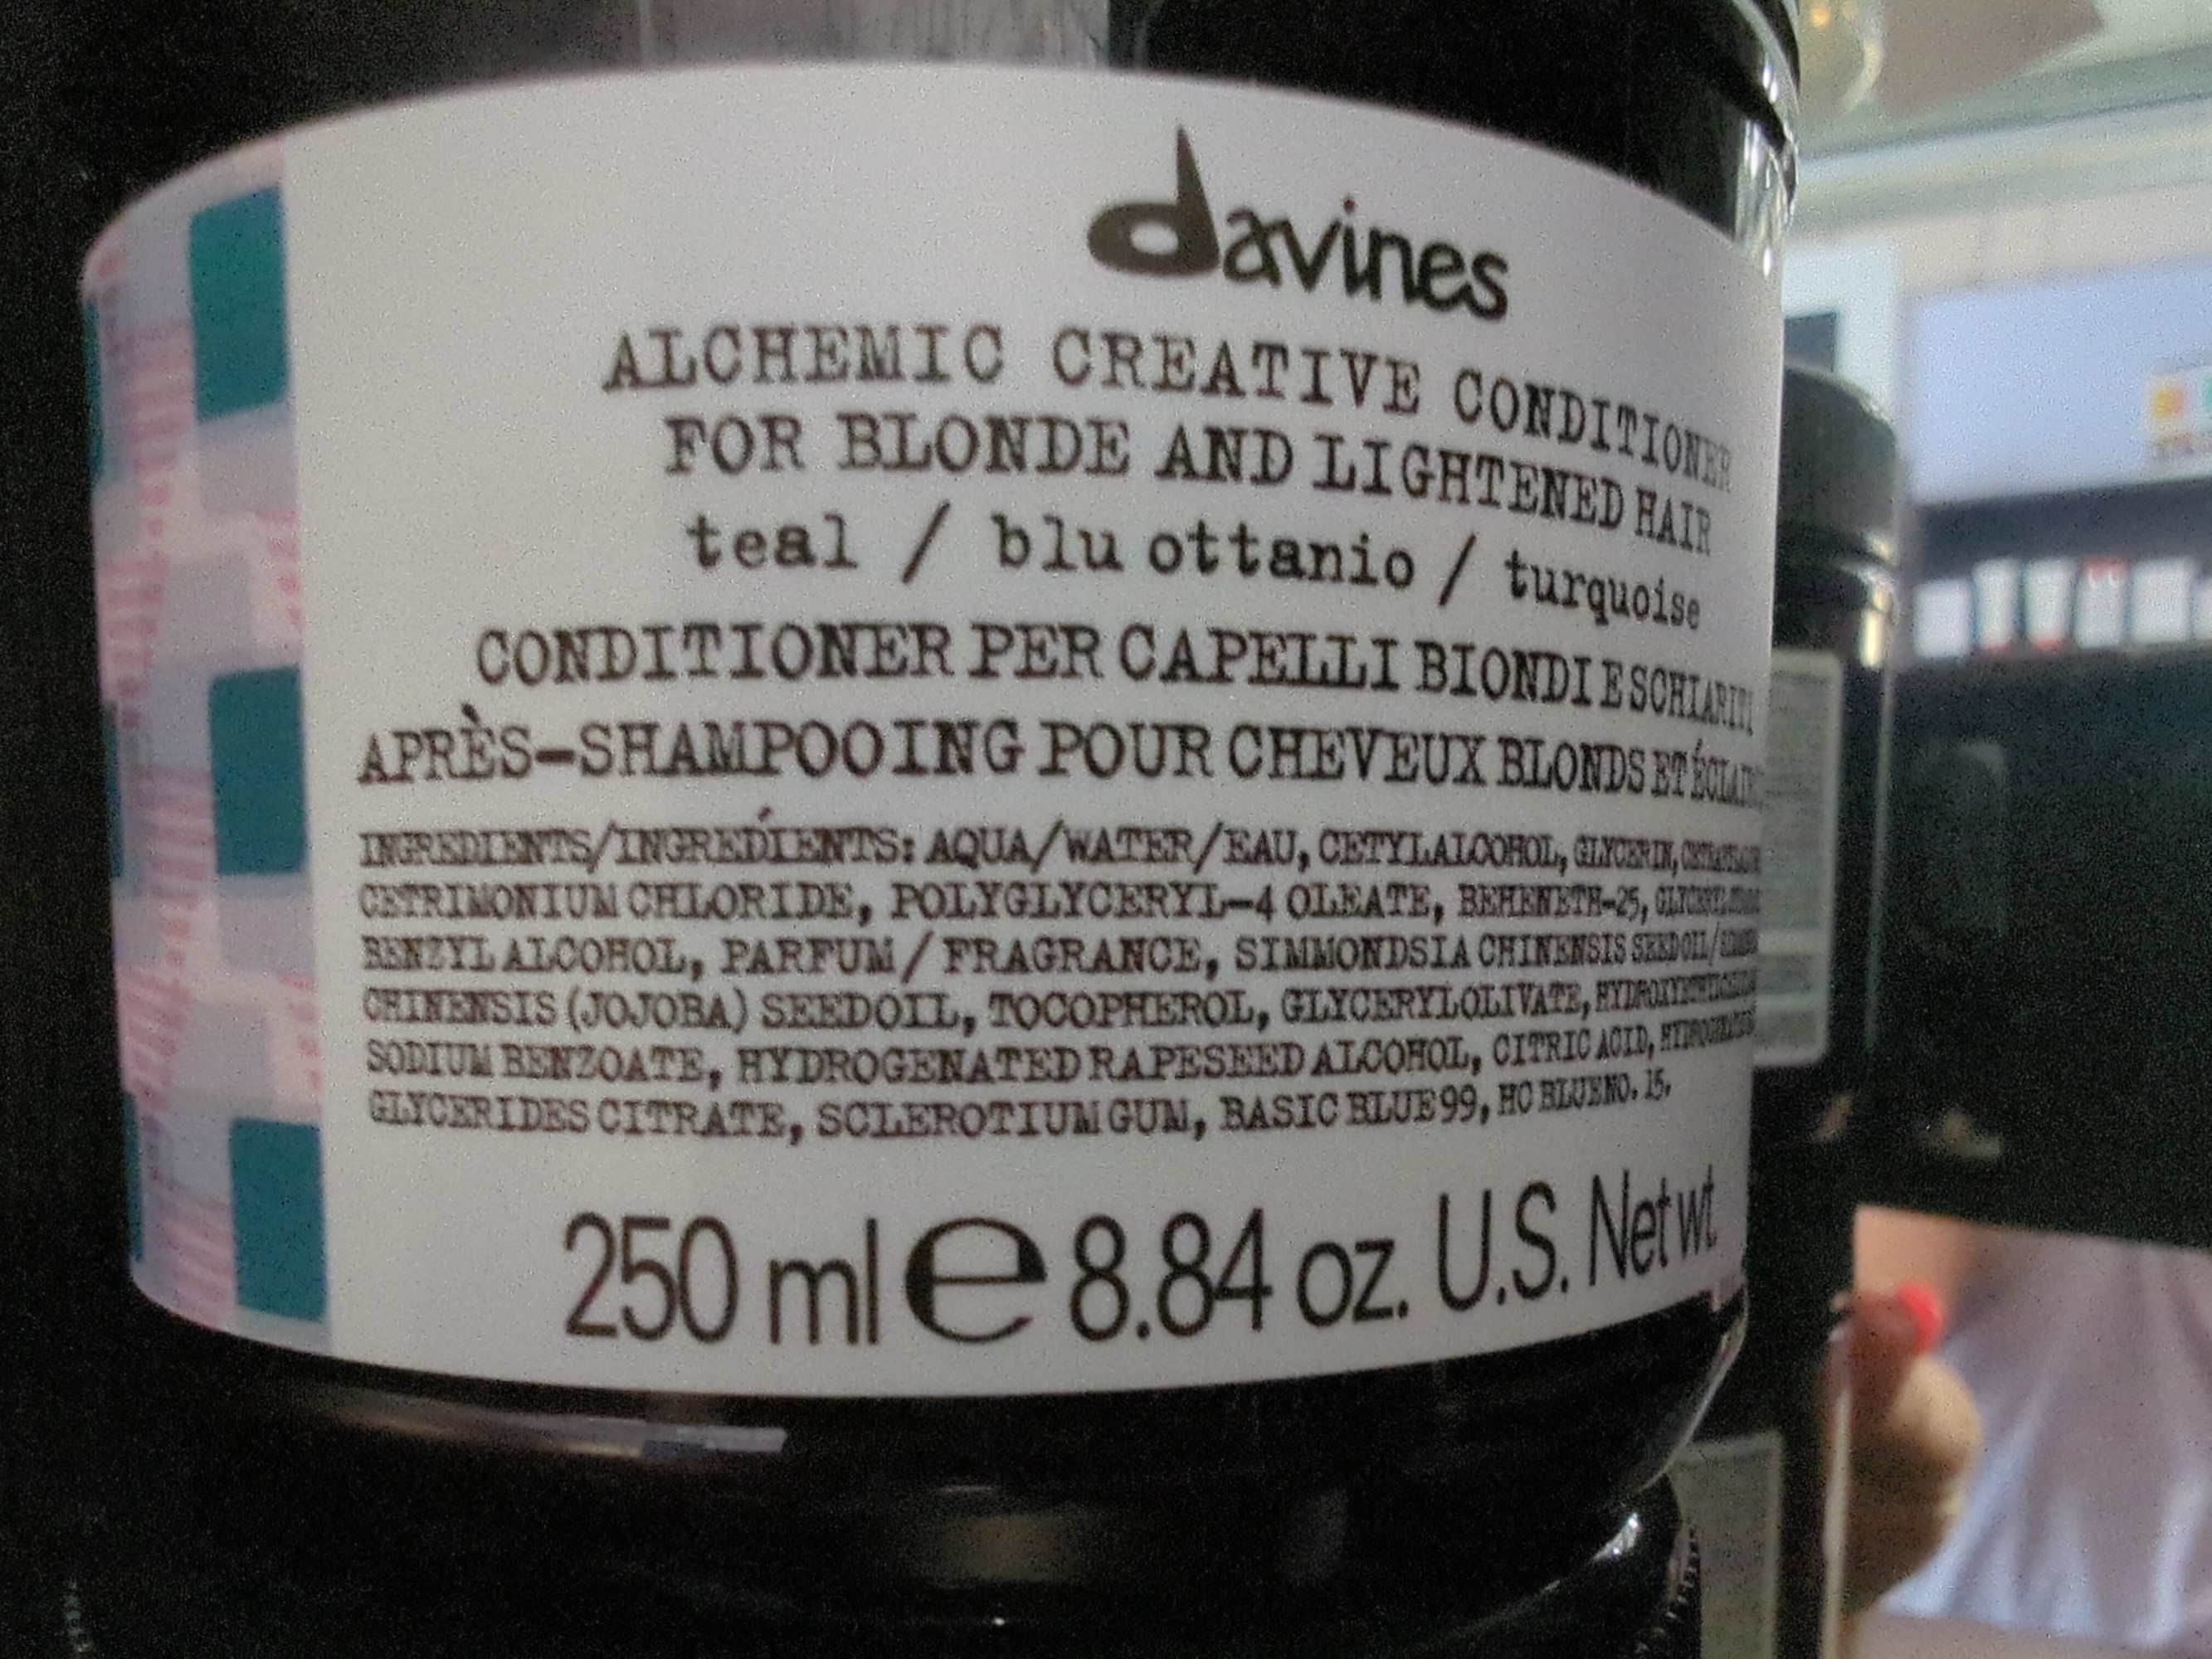 davines
ALCHEMIC CREATIVE CONDITIONER
FOR BLONDE AND LIGHTENED HAIR
teal / blu ottanio / turquoise
CONDITIONER PER CAPELLI BIONDI E SCHIARITI
APRÈS-SHAMPOOING POUR CHEVEUX BLONDS ET
INGREDIENTS/INGRÉDIENTS: AQUA/WATER/EAU, CETYL ALCOHOL, GLYCERIN,
CETRIMONIUM CHLORIDE, POLYGLYCERYL-4 OLEATE, BEHENETH-25, GLYCERYL
BENZYL ALCOHOL, PARFUM/FRAGRANCE, SIMMONDSIA CHINENSIS SEED OIL/
CHINENSIS (JOJOBA) SEED OIL, TOCOPHEROL, GLYCERYL OLIVATE,
SODIUM BENZOATE, HYDROGENATED RAPESEED ALCOHOL, CITRIC ACID,
GLYCERIDES CITRATE, SCLEROTIUM GUM, BASIC BLUE 99, HC BLUE NO. 15.
250 ml e 8.84 oz. U.S. Net wt.